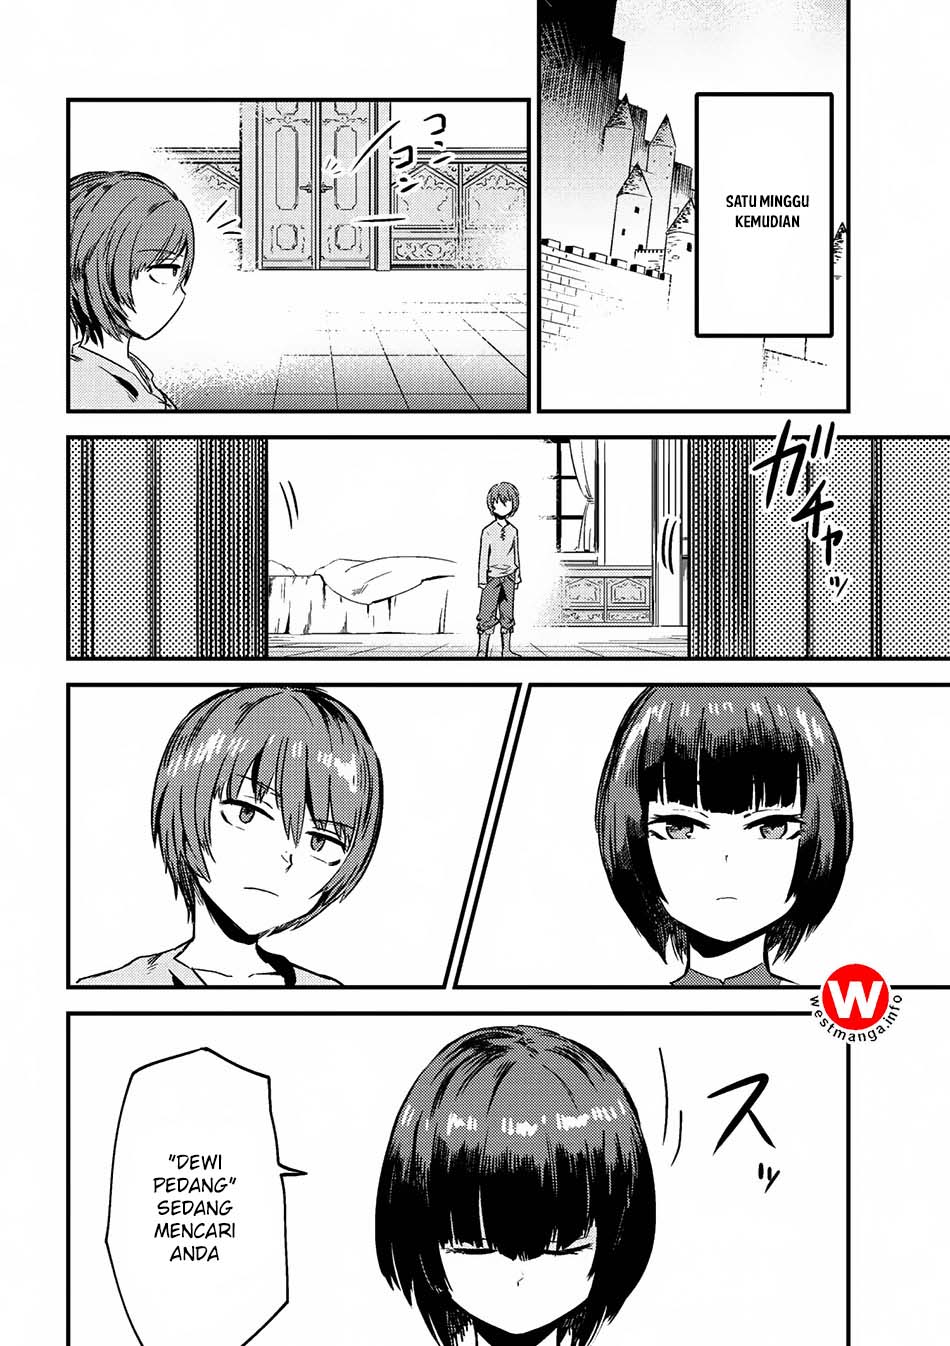 SATU MINGGU
KEMUDIAN
コン
コン
ガチャッ
W
westmanga.info
スッ
"DEWI
PEDANG"
SEDANG
MENCARI
ANDA